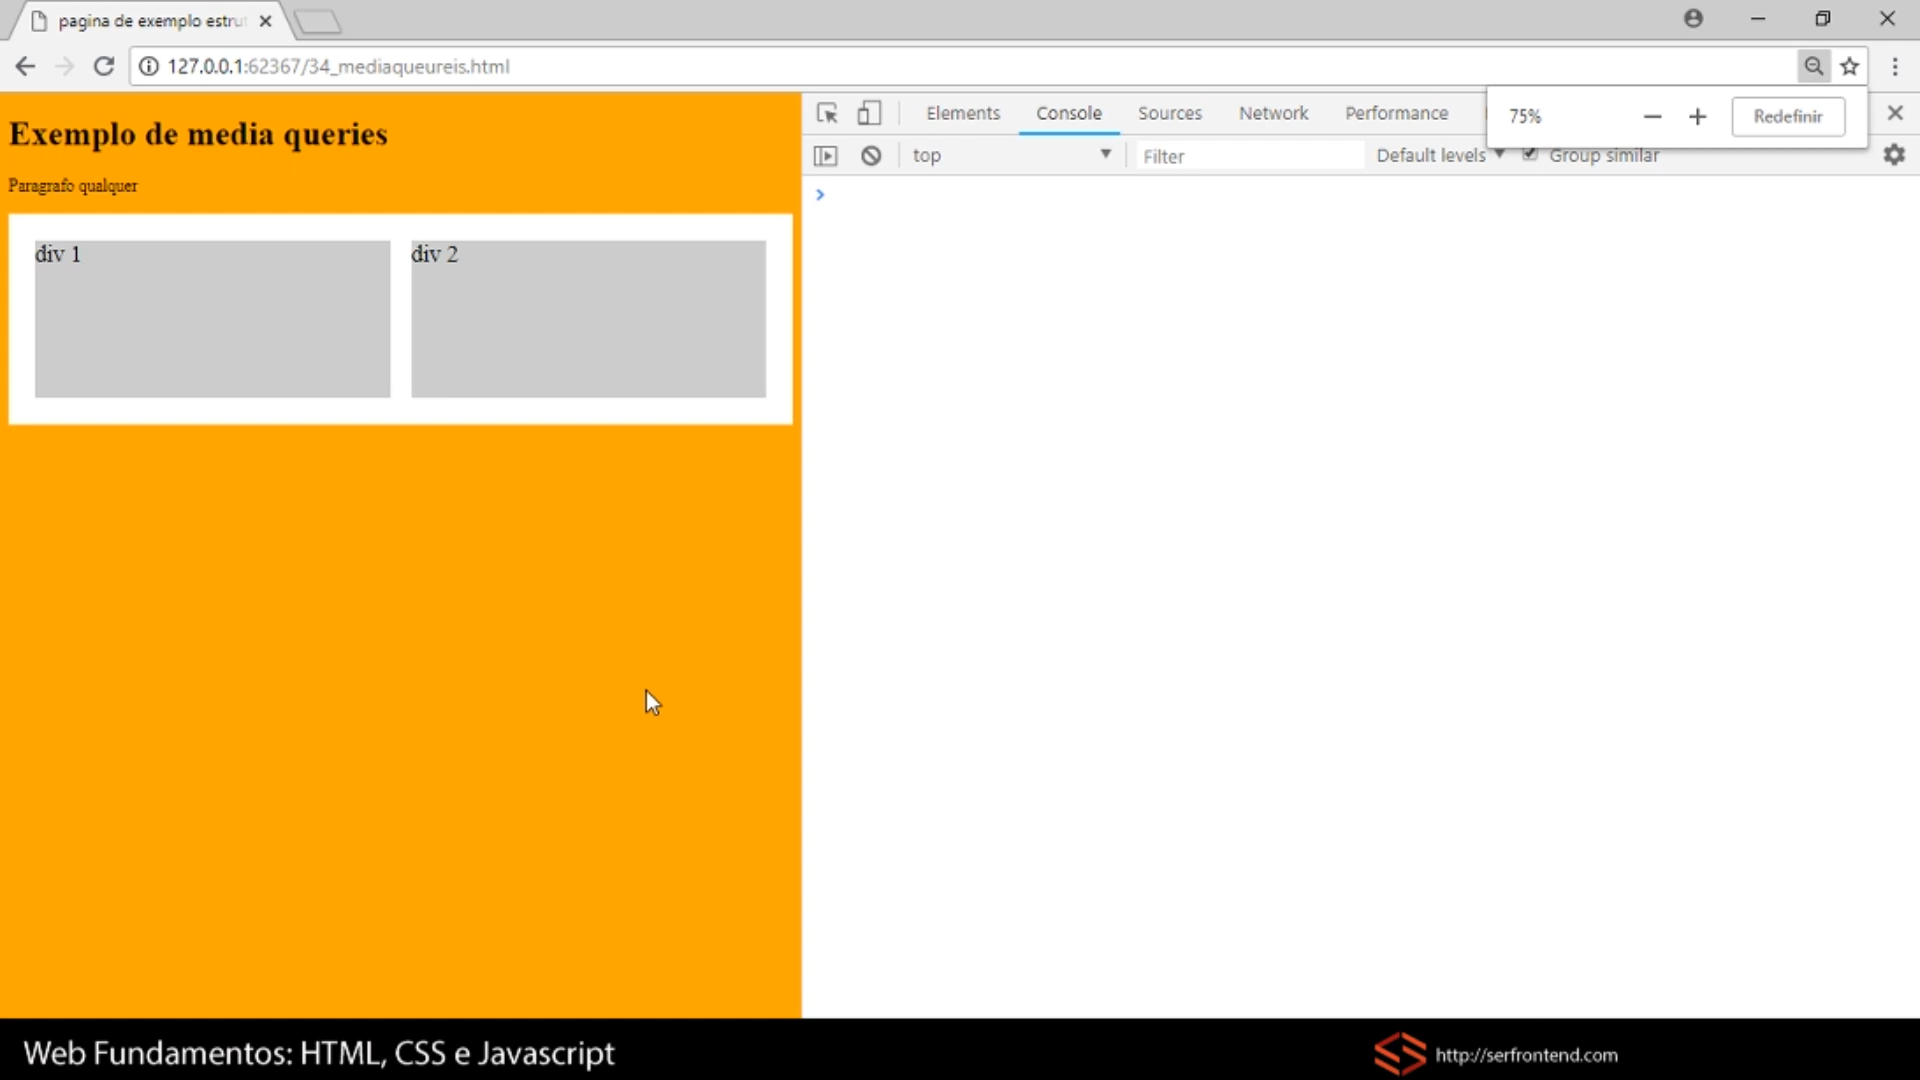 pagina de exemplo estru
127.0.0.1:62367/34_mediaqueureis.html
Elements Console Sources Network Performance
75% Redefinir
top Filter Default levels Group similar
Exemplo de media queries
Paragrafo qualquer
div 1 div 2
Web Fundamentos: HTML, CSS e Javascript
http://serfrontend.com